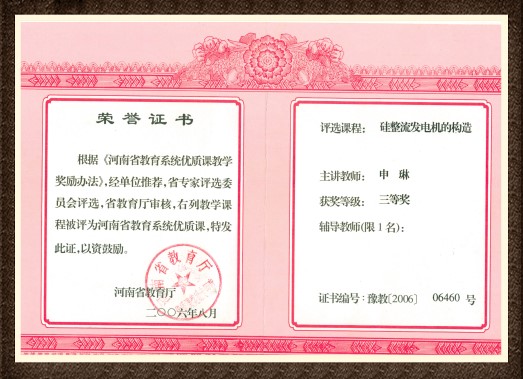 荣誉证书
根据《河南省教育系统优质课教学
奖励办法》,经单位推荐,省专家评选委
员会评选,省教育厅审核,右列教学课
程被评为河南省教育系统优质课,特发
此证,以资鼓励。
河南省教育厅
二〇〇六年八月
省教育厅
评选课程: 硅整流发电机的构造
主讲教师: 申 琳
获奖等级: 三等奖
辅导教师(限1名):
证书编号:豫教[2006] 06460 号